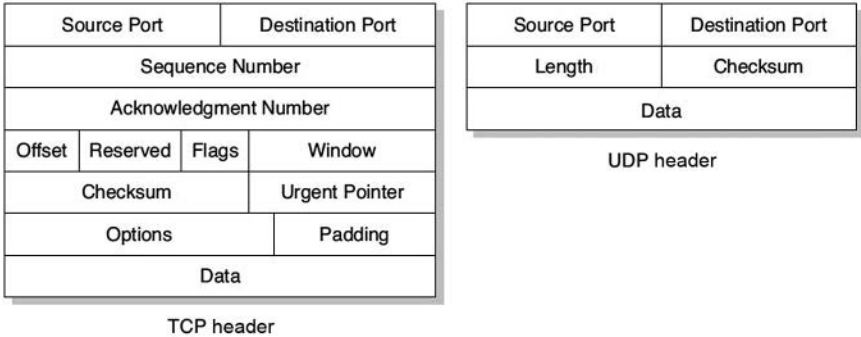 Source Port Destination Port
Sequence Number
Acknowledgment Number
Offset Reserved Flags Window
Checksum Urgent Pointer
Options Padding
Data
TCP header
Source Port Destination Port
Length Checksum
Data
UDP header